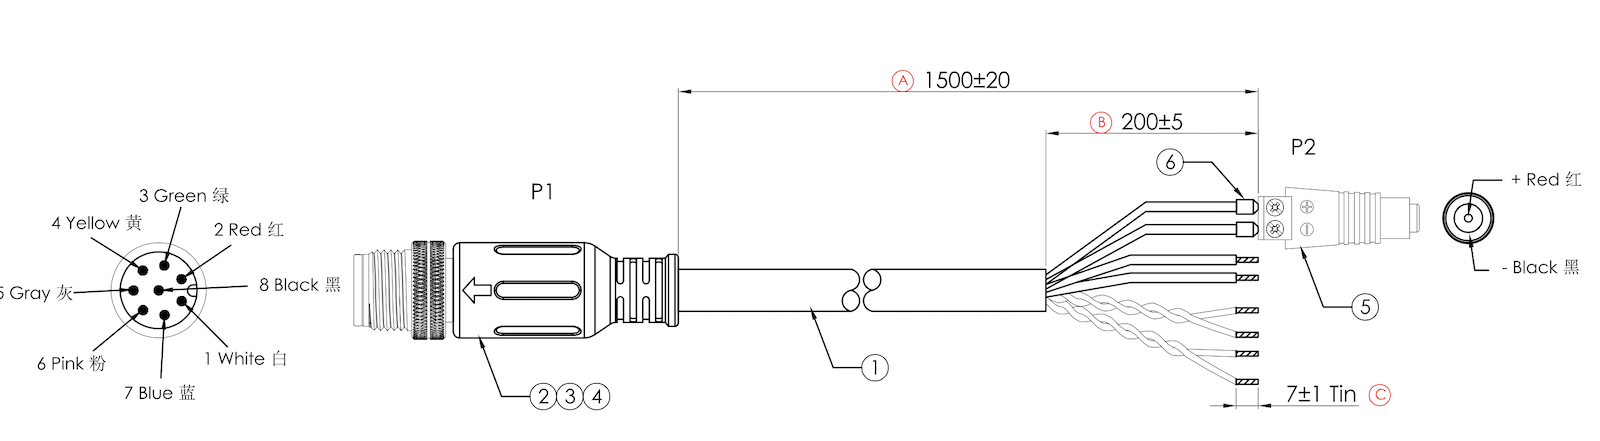 A 1500±20
B 200±5
P2
6
P1
3 Green 绿
4 Yellow 黄
2 Red 红
+ Red 红
5 Gray 灰
8 Black 黑
- Black 黑
5
6 Pink 粉
1 White 白
1
7 Blue 蓝
2 3 4
7±1 Tin C